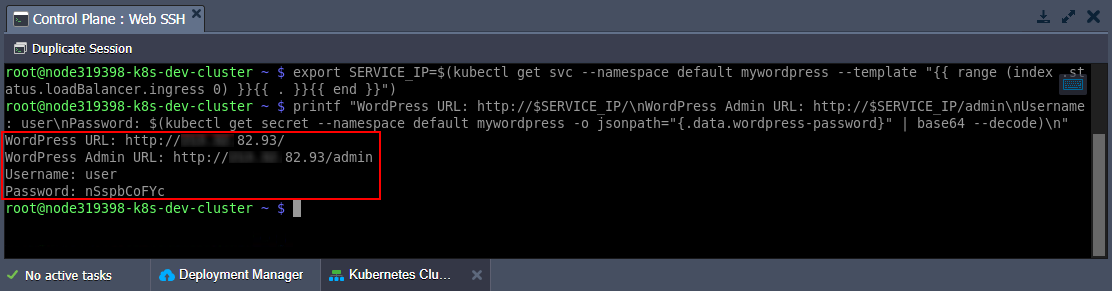 Control Plane : Web SSH
Duplicate Session
root@node319398-k8s-dev-cluster ~ $ export SERVICE_IP=$(kubectl get svc --namespace default mywordpress --template "{{ range (index .st
atus.loadBalancer.ingress 0) }}{{ . }}{{ end }}")
root@node319398-k8s-dev-cluster ~ $ printf "WordPress URL: http://$SERVICE_IP/\nWordPress Admin URL: http://$SERVICE_IP/admin\nUsername
: user\nPassword: $(kubectl get secret --namespace default mywordpress -o jsonpath="{.data.wordpress-password}" | base64 --decode)\n"
WordPress URL: http:// 82.93/
WordPress Admin URL: http:// 82.93/admin
Username: user
Password: nSspbCoFYc
root@node319398-k8s-dev-cluster ~ $
No active tasks
Deployment Manager
Kubernetes Clu...